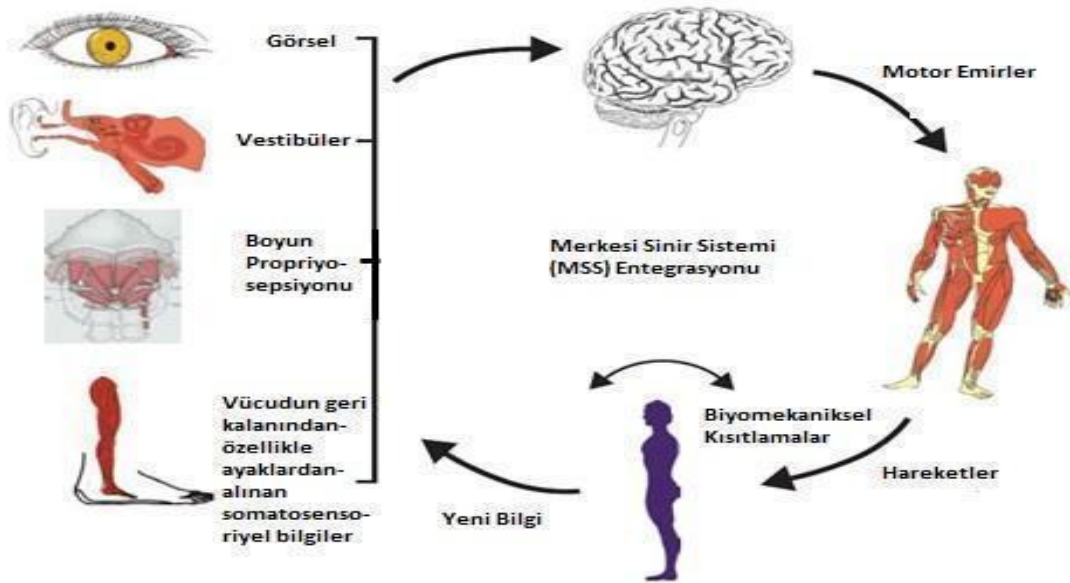 Görsel
Vestibüler
Boyun
Propriyo-
sepsiyonu
Vücudun geri
kalanından-
özellikle
ayaklardan-
alınan
somatosenso-
riyel bilgiler
Motor Emirler
Merkesi Sinir Sistemi
(MSS) Entegrasyonu
Biyomekaniksel
Kısıtlamalar
Hareketler
Yeni Bilgi